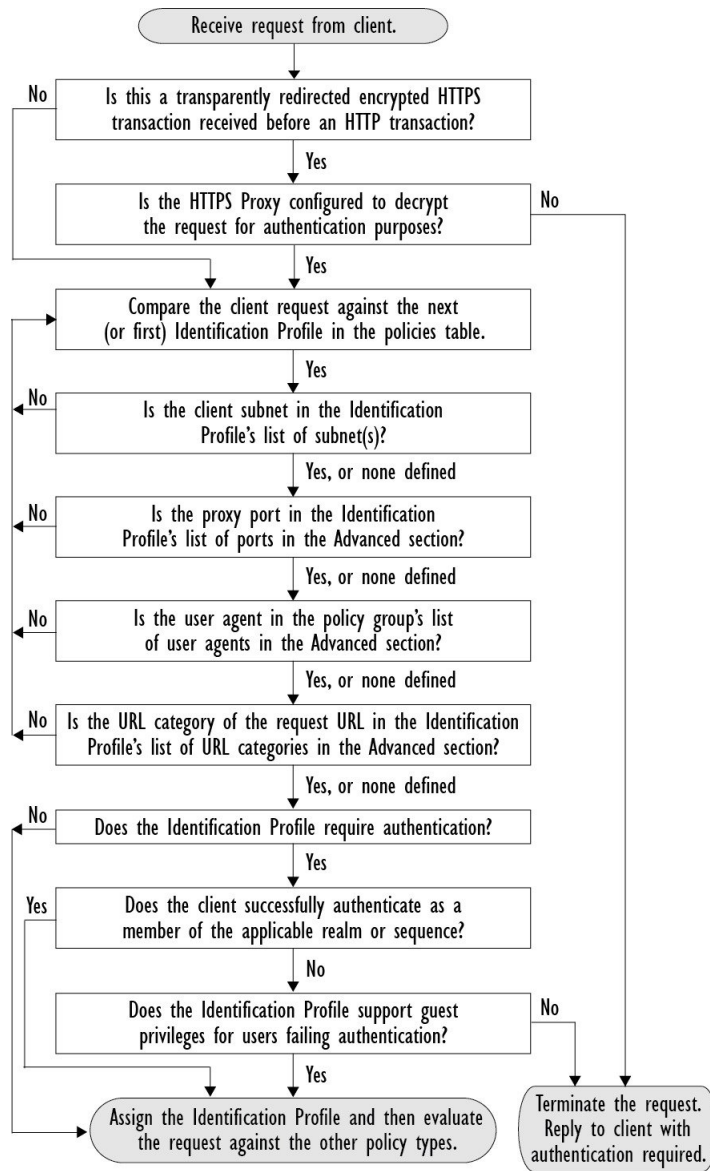 Receive request from client.
No
Is this a transparently redirected encrypted HTTPS
transaction received before an HTTP transaction?
Yes
Is the HTTPS Proxy configured to decrypt
the request for authentication purposes?
No
Yes
Compare the client request against the next
(or first) Identification Profile in the policies table.
Yes
No
Is the client subnet in the Identification
Profile's list of subnet(s)?
Yes, or none defined
No
Is the proxy port in the Identification
Profile's list of ports in the Advanced section?
Yes, or none defined
No
Is the user agent in the policy group's list
of user agents in the Advanced section?
Yes, or none defined
No
Is the URL category of the request URL in the Identification
Profile's list of URL categories in the Advanced section?
Yes, or none defined
No
Does the Identification Profile require authentication?
Yes
Yes
Does the client successfully authenticate as a
member of the applicable realm or sequence?
No
Does the Identification Profile support guest
privileges for users failing authentication?
No
Yes
Assign the Identification Profile and then evaluate
the request against the other policy types.
Terminate the request.
Reply to client with
authentication required.